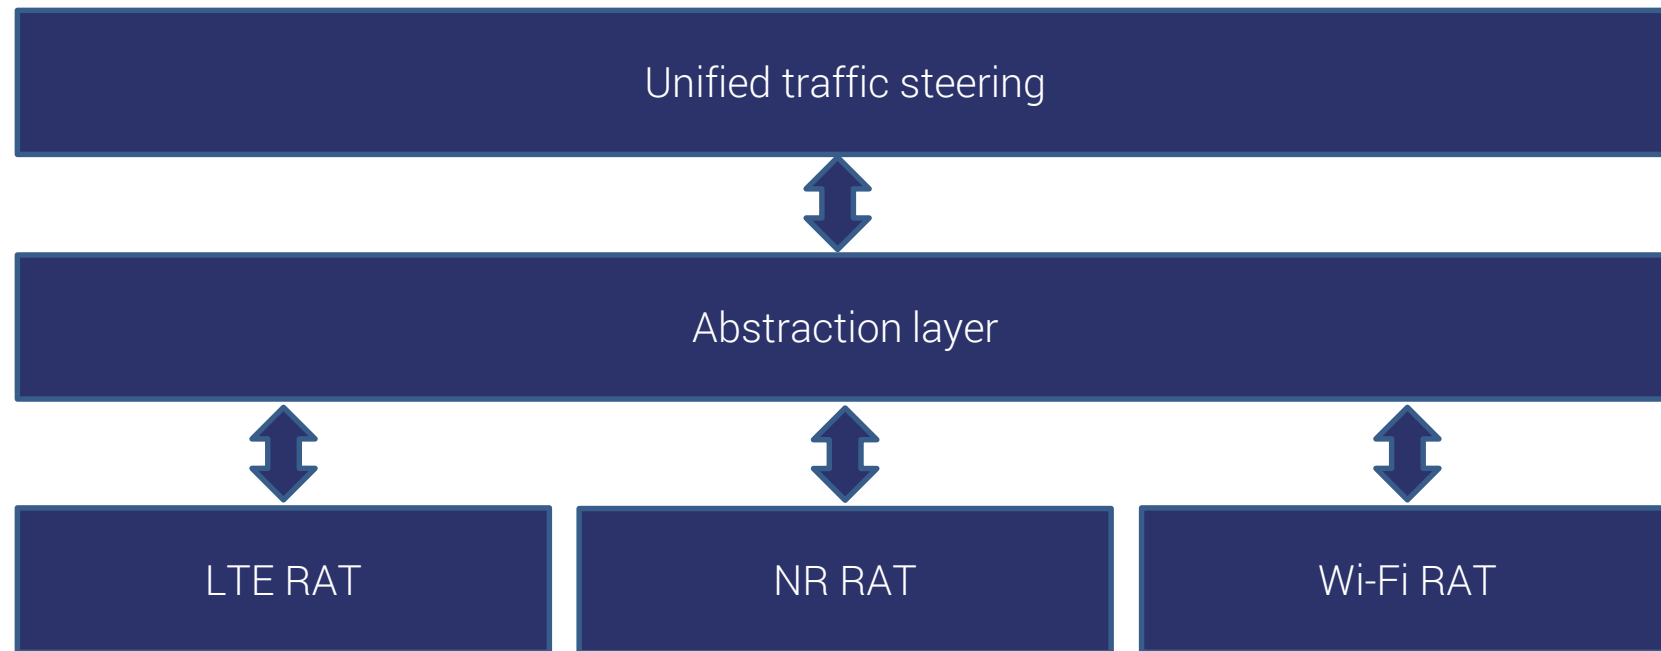 Unified traffic steering
Abstraction layer
LTE RAT
NR RAT
Wi-Fi RAT